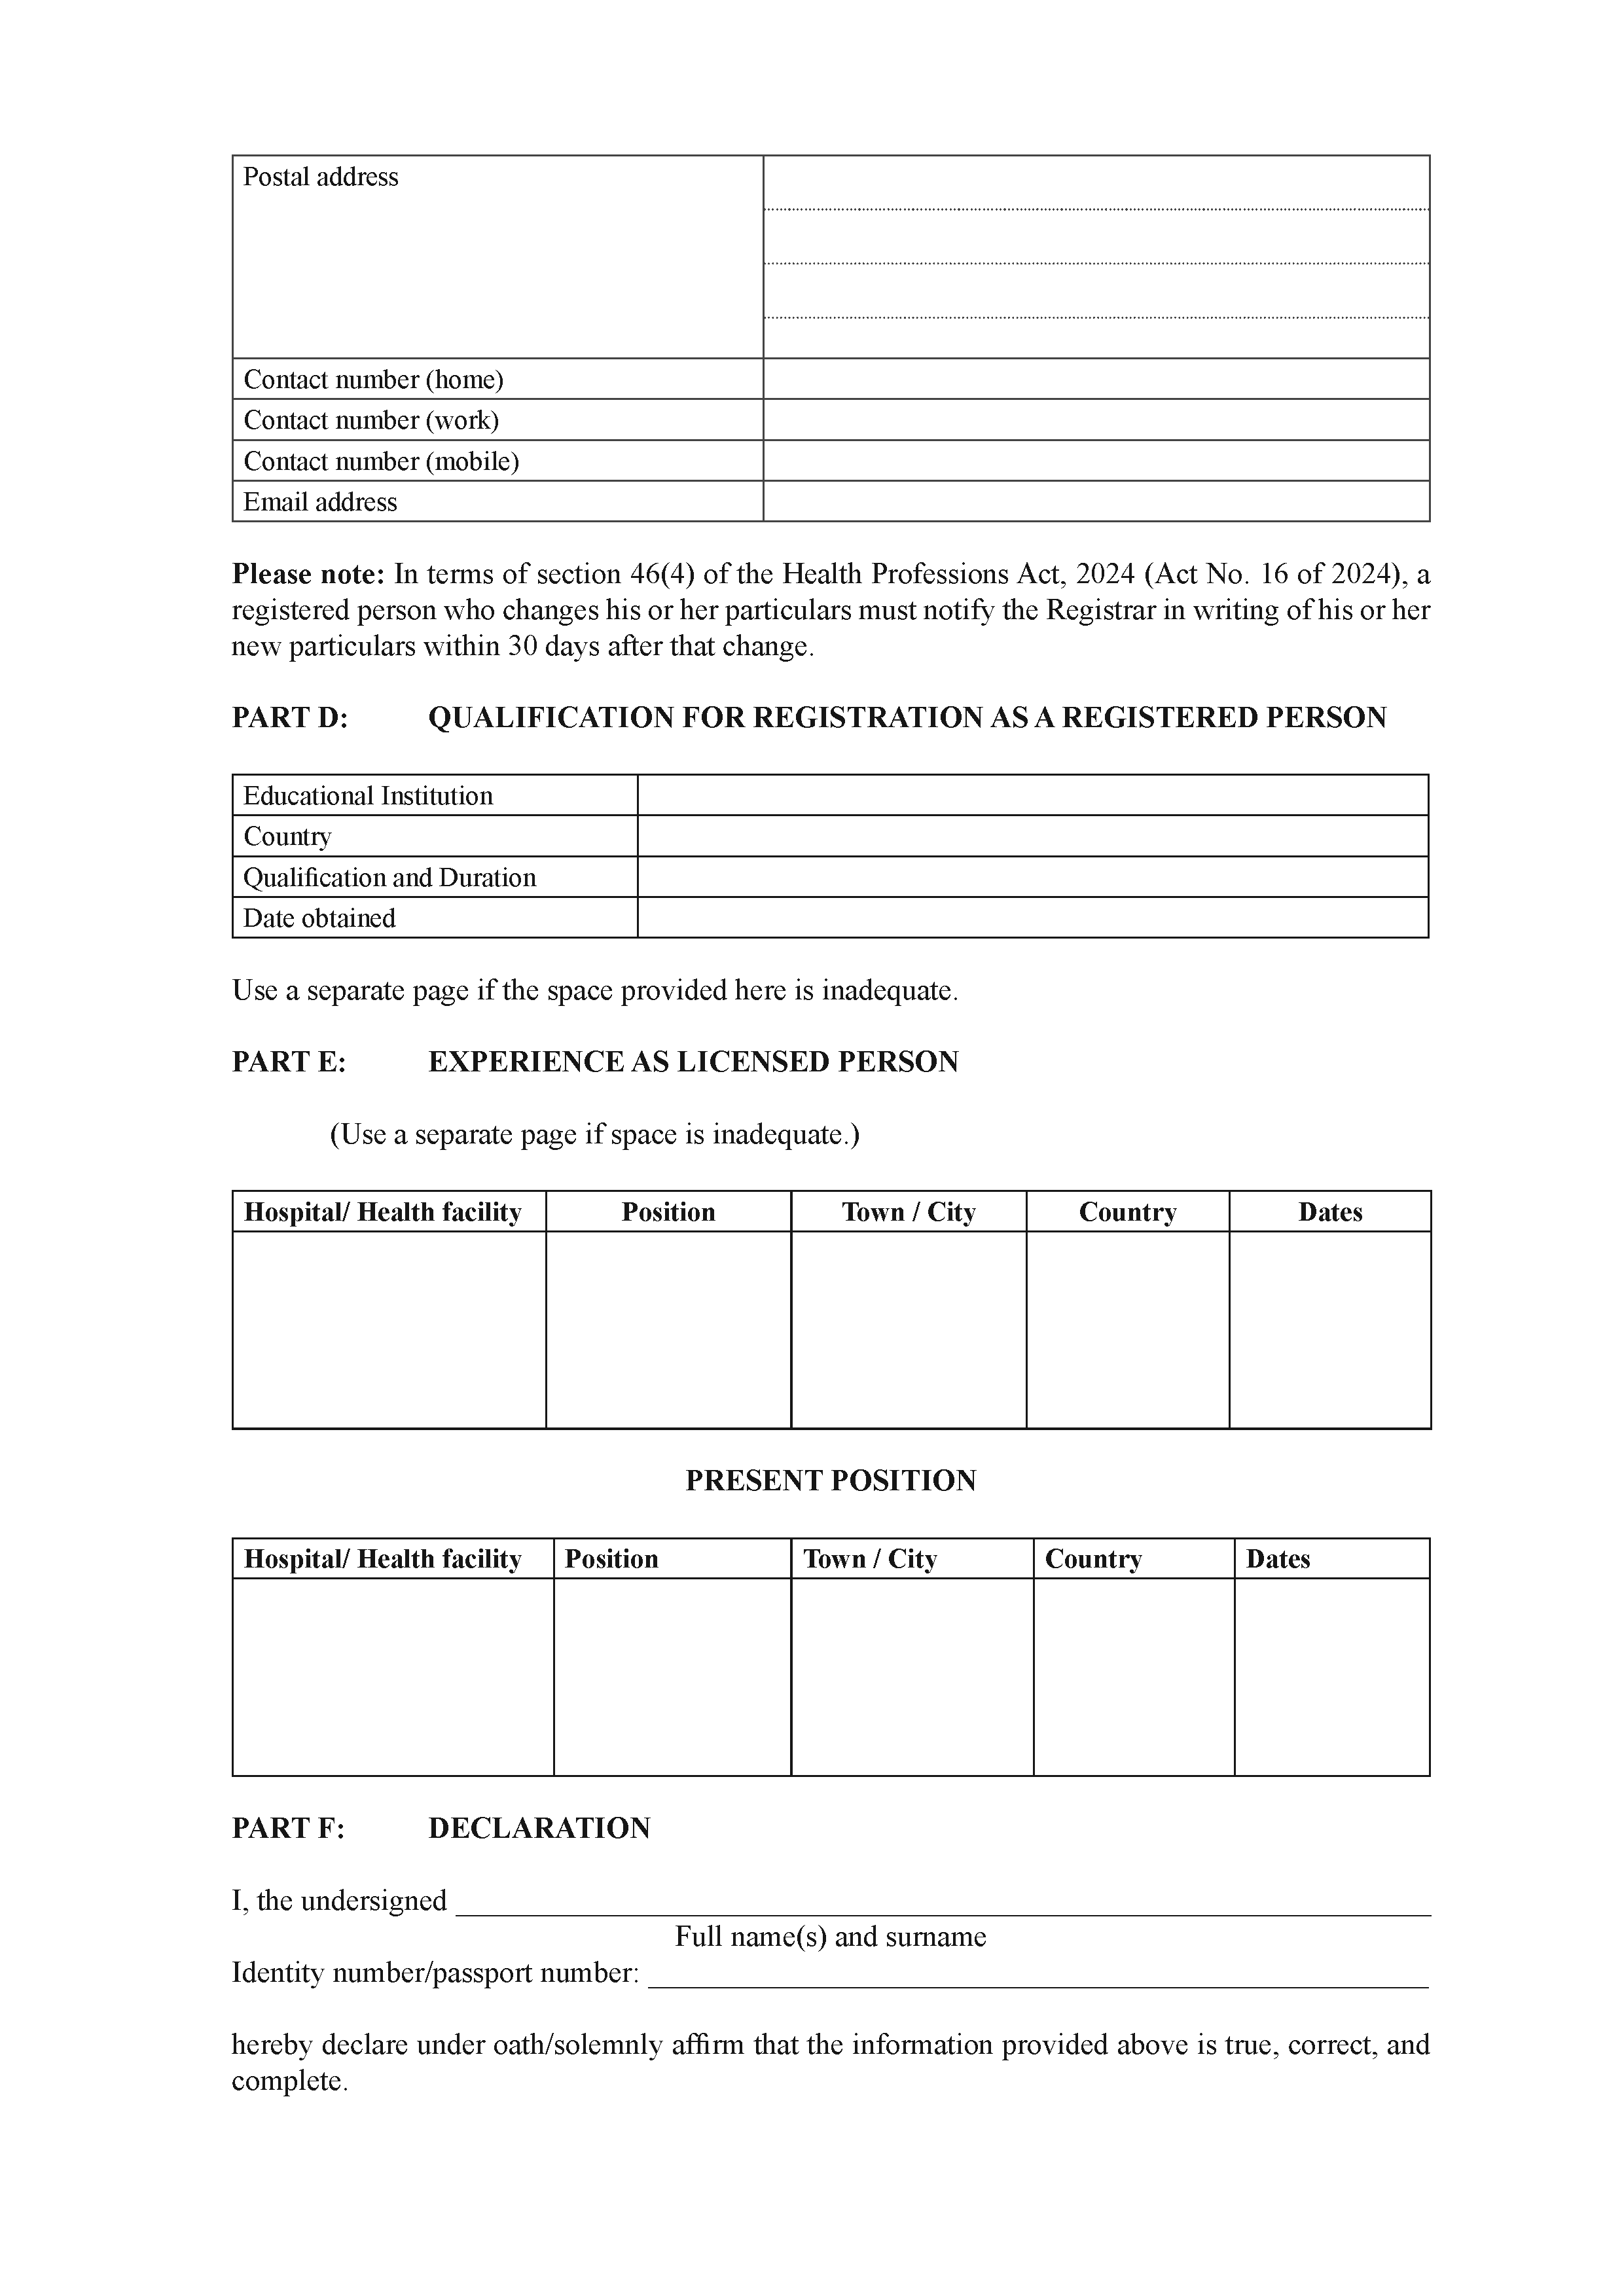 Postal address
Contact number (home)
Contact number (work)
Contact number (mobile)
Email address
Please note: In terms of section 46(4) of the Health Professions Act, 2024 (Act No. 16 of 2024), a
registered person who changes his or her particulars must notify the Registrar in writing of his or her
new particulars within 30 days after that change.
PART D: QUALIFICATION FOR REGISTRATION AS A REGISTERED PERSON
Educational Institution
Country
Qualification and Duration
Date obtained
Use a separate page if the space provided here is inadequate.
PART E: EXPERIENCE AS LICENSED PERSON
(Use a separate page if space is inadequate.)
Hospital/ Health facility Position Town / City Country Dates
PRESENT POSITION
Hospital/ Health facility Position Town / City Country Dates
PART F: DECLARATION
I, the undersigned
Full name(s) and surname
Identity number/passport number:
hereby declare under oath/solemnly affirm that the information provided above is true, correct, and
complete.